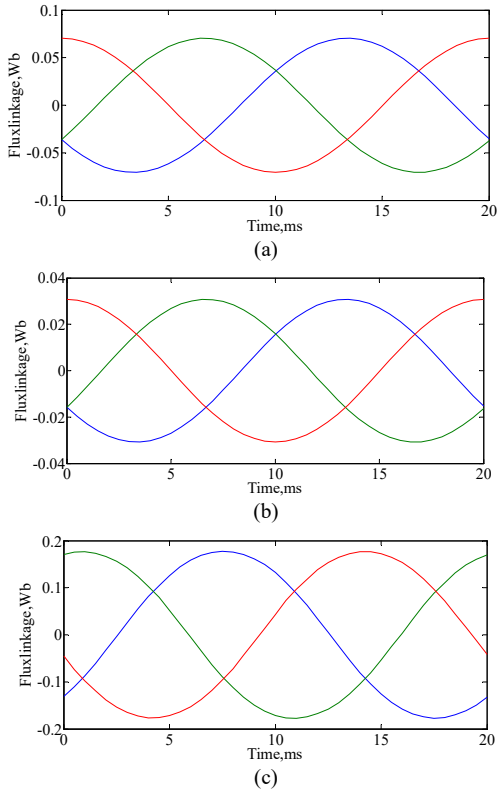 0.1
0.05
0
-0.05
-0.1
Fluxlinkage,Wb
0 5 10 15 20
Time,ms
(a)
0.04
0.02
0
-0.02
-0.04
Fluxlinkage,Wb
0 5 10 15 20
Time,ms
(b)
0.2
0.1
0
-0.1
-0.2
Fluxlinkage,Wb
0 5 10 15 20
Time,ms
(c)